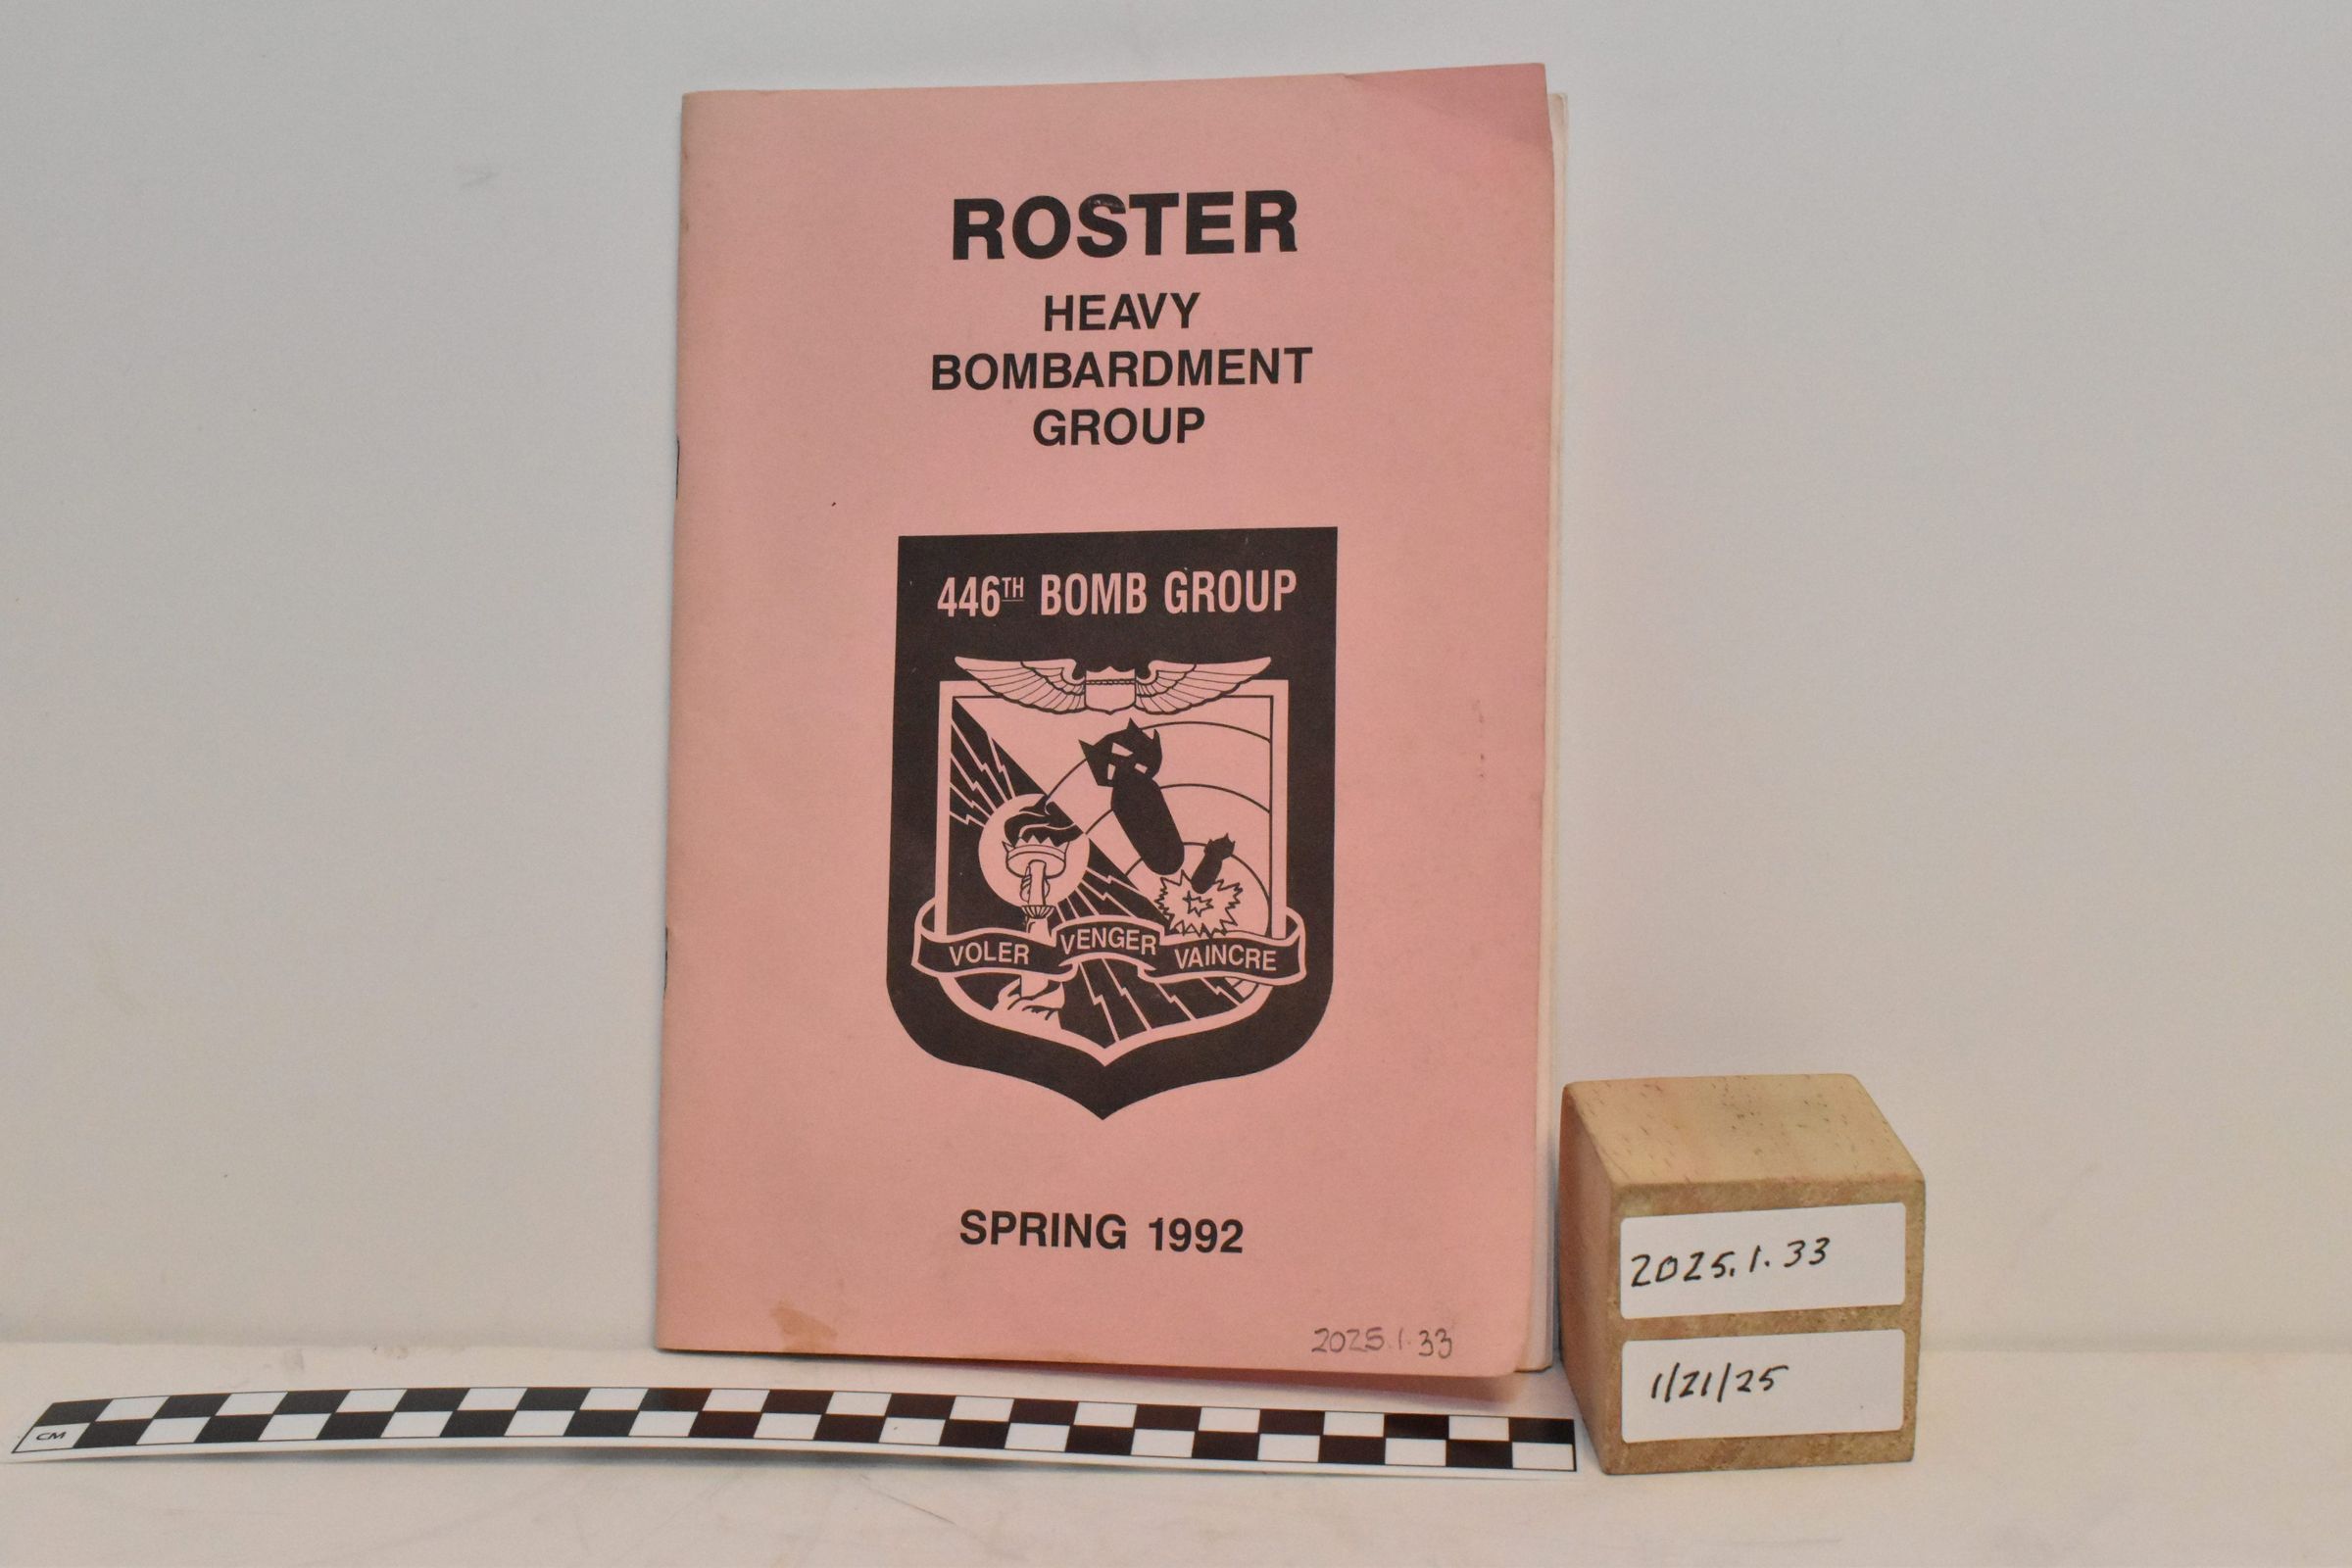 ROSTER
HEAVY
BOMBARDMENT
GROUP
446TH BOMB GROUP
VOLER VENGER VAINCRE
SPRING 1992
2025.1.33
2025.1.33
1/21/25
CM